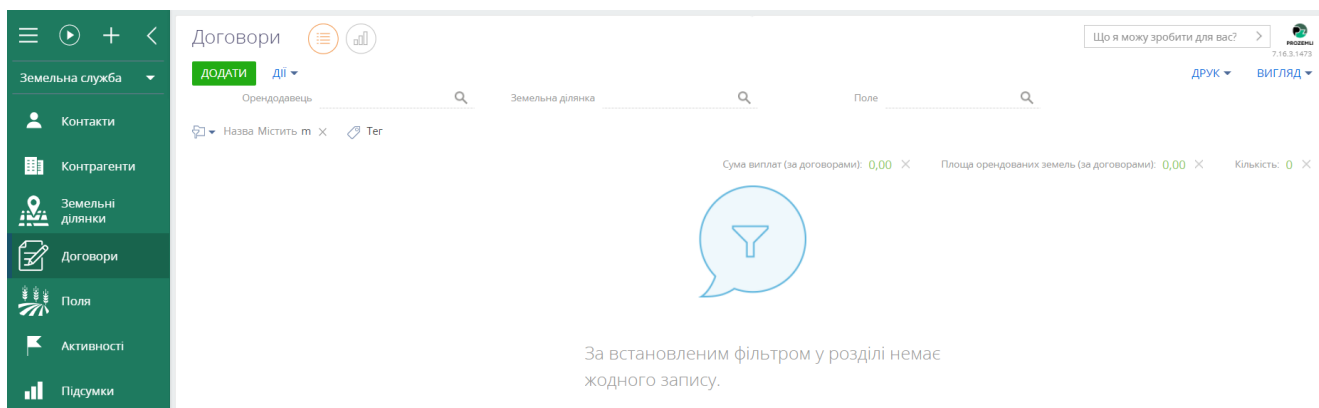 Договори
Що я можу зробити для вас?
PROZEMLI
7.16.3.1473
Земельна служба
ДОДАТИ ДІЇ
ДРУК ВИГЛЯД
Орендодавець Земельна ділянка Поле
Контакти
Назва Містить m Тег
Контрагенти
Сума виплат (за договорами): 0,00 Площа орендованих земель (за договорами): 0,00 Кількість: 0
Земельні
ділянки
Договори
Поля
Активності
Підсумки
За встановленим фільтром у розділі немає
жодного запису.